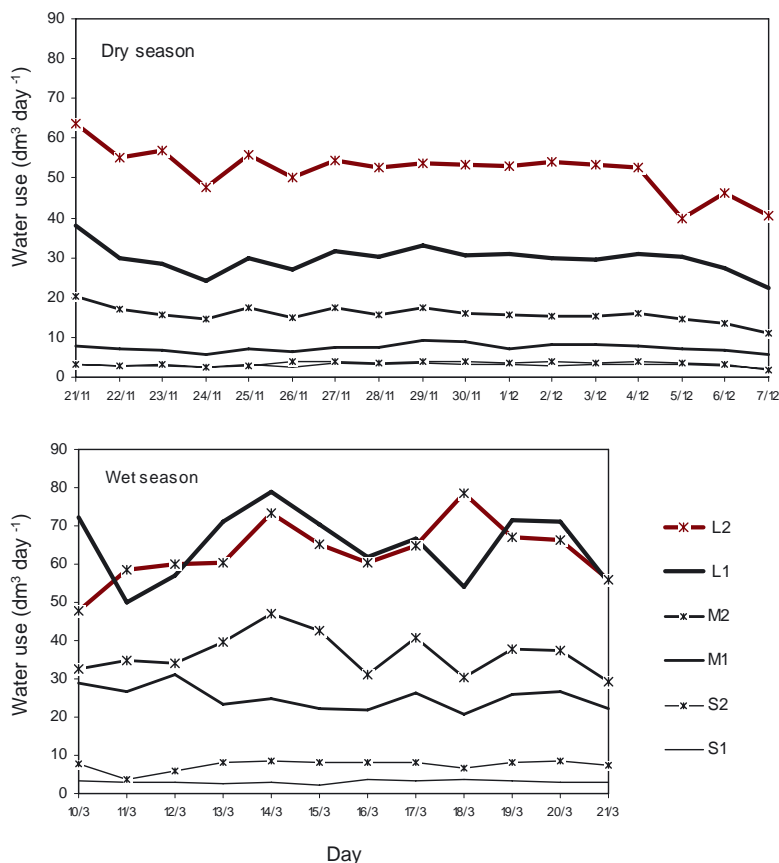 Dry season
Water use (dm³ day⁻¹)
90
80
70
60
50
40
30
20
10
0
21/11 22/11 23/11 24/11 25/11 26/11 27/11 28/11 29/11 30/11 1/12 2/12 3/12 4/12 5/12 6/12 7/12
Wet season
Water use (dm³ day⁻¹)
90
80
70
60
50
40
30
20
10
0
10/3 11/3 12/3 13/3 14/3 15/3 16/3 17/3 18/3 19/3 20/3 21/3
Day
L2
L1
M2
M1
S2
S1